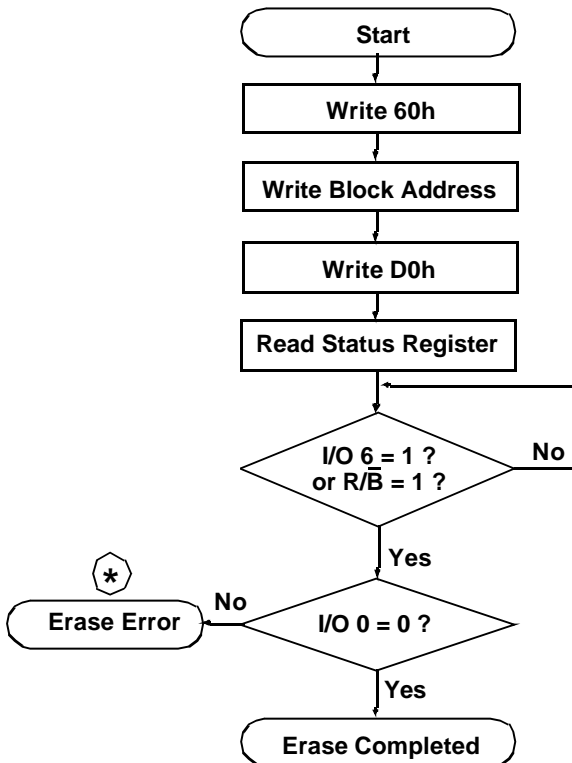 Start
Write 60h
Write Block Address
Write D0h
Read Status Register
I/O 6 = 1 ?
or R/B̅ = 1 ?
No
Yes
*
No
Erase Error
I/O 0 = 0 ?
Yes
Erase Completed